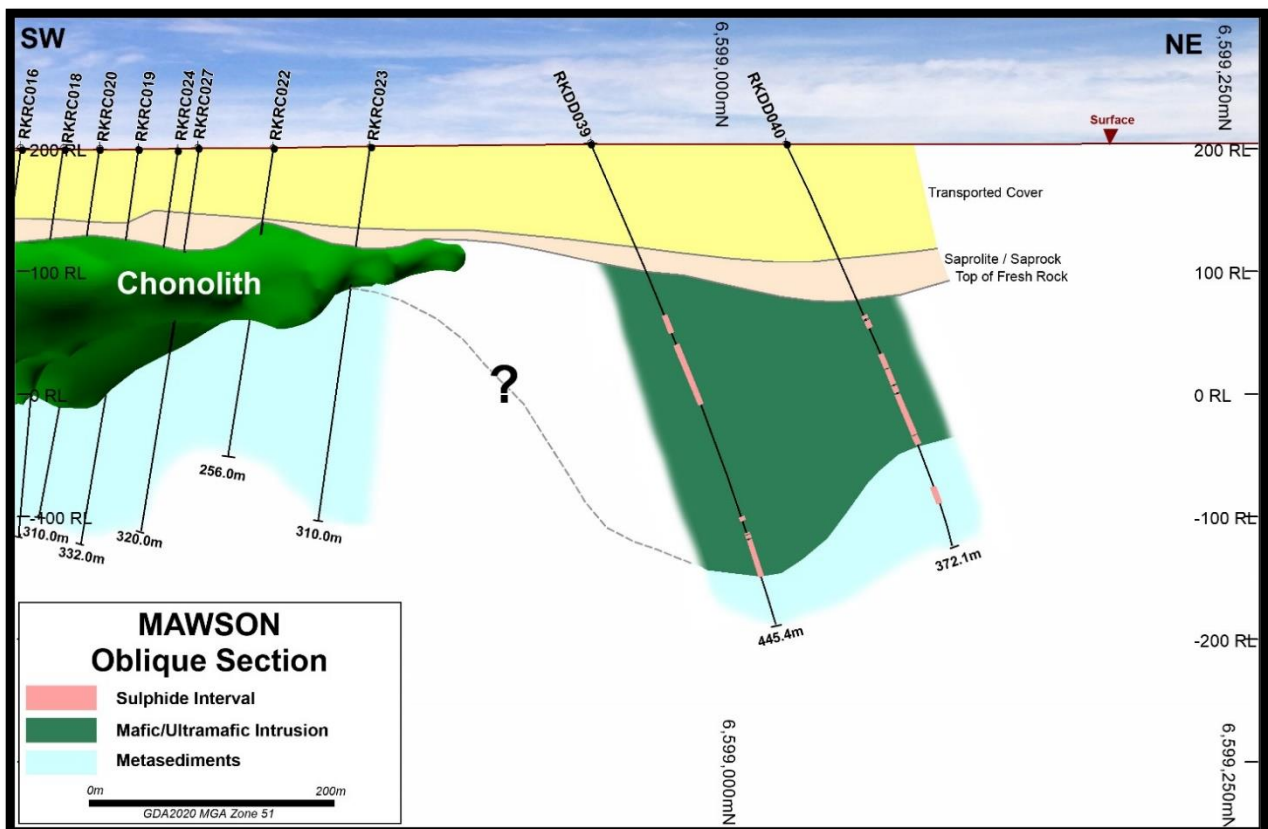 SW
NE
6,599,000mN
6,599,250mN
RKRC016
RKRC018
RKRC020
RKRC019
RKRC024
RKRC027
RKRC022
RKRC023
RKDD039
RKDD040
Surface
200 RL
200 RL
Transported Cover
Saprolite / Saprock
Top of Fresh Rock
100 RL
100 RL
Chonolith
?
0 RL
0 RL
256.0m
-100 RL
-100 RL
310.0m
332.0m
320.0m
310.0m
372.1m
445.4m
-200 RL
MAWSON
Oblique Section
Sulphide Interval
Mafic/Ultramafic Intrusion
Metasediments
0m
200m
GDA2020 MGA Zone 51
6,599,000mN
6,599,250mN